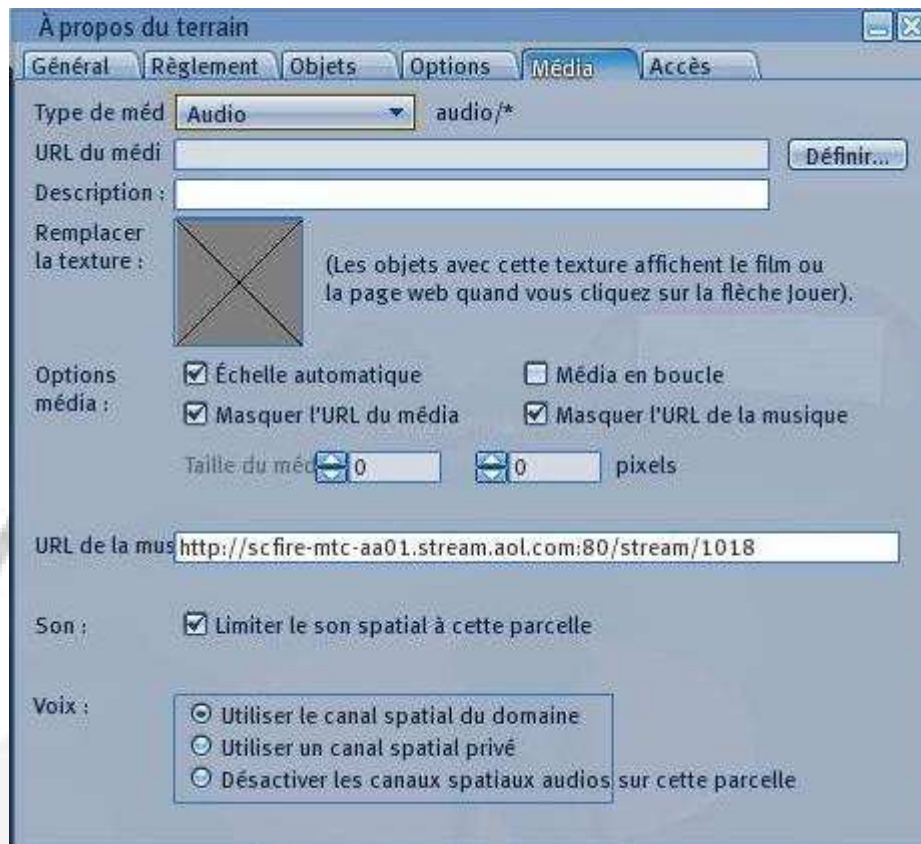 À propos du terrain
Général Règlement Objets Options Média Accès
Type de méd Audio audio/*
URL du médi Définir...
Description :
Remplacer
la texture :
(Les objets avec cette texture affichent le film ou
la page web quand vous cliquez sur la flèche Jouer).
Options
média :
Échelle automatique Média en boucle
Masquer l'URL du média Masquer l'URL de la musique
Taille du méd 0 0 pixels
URL de la mus http://scfire-mtc-aa01.stream.aol.com:80/stream/1018
Son : Limiter le son spatial à cette parcelle
Voix :
Utiliser le canal spatial du domaine
Utiliser un canal spatial privé
Désactiver les canaux spatiaux audios sur cette parcelle